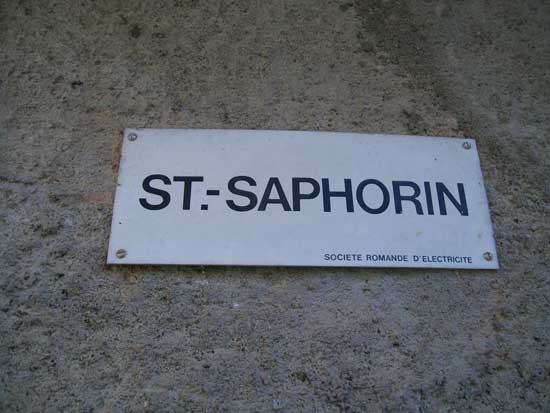 ST.-SAPHORIN
SOCIETE ROMANDE D'ELECTRICITE